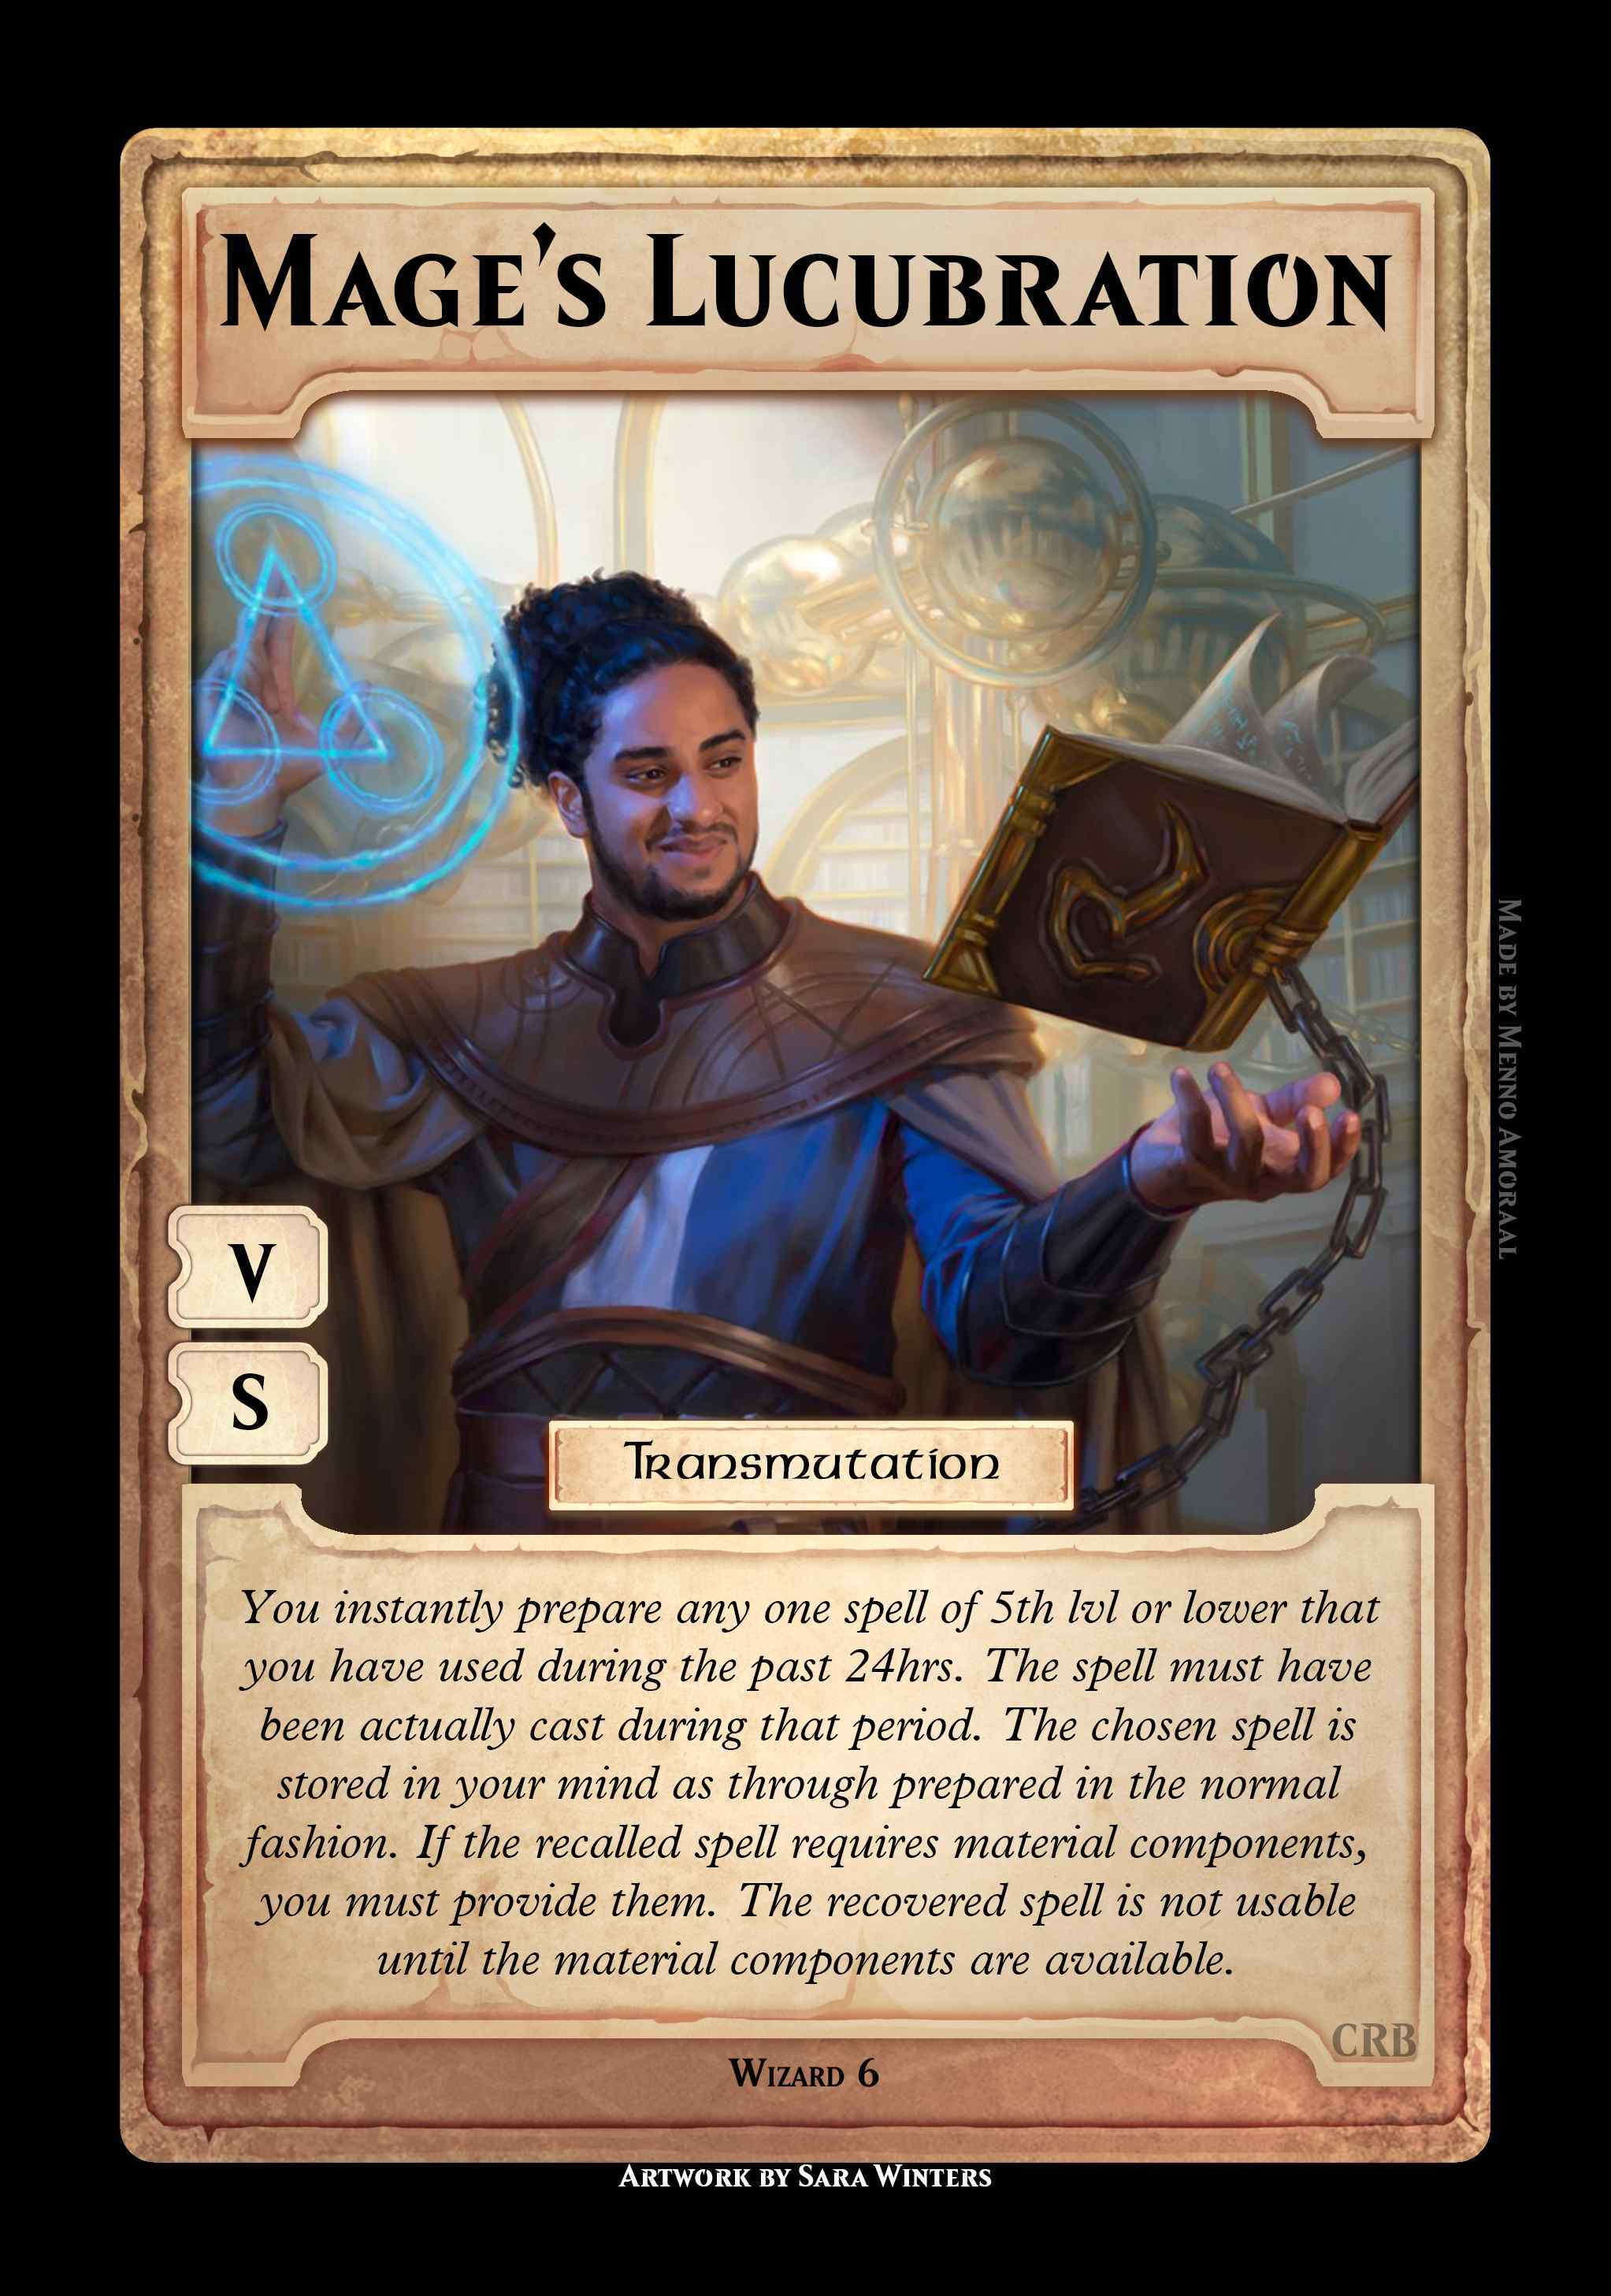 Mage's Lucubration
V
S
Transmutation
You instantly prepare any one spell of 5th lvl or lower that
you have used during the past 24hrs. The spell must have
been actually cast during that period. The chosen spell is
stored in your mind as through prepared in the normal
fashion. If the recalled spell requires material components,
you must provide them. The recovered spell is not usable
until the material components are available.
CRB
Wizard 6
Artwork by Sara Winters
Made by Menno Amoraal